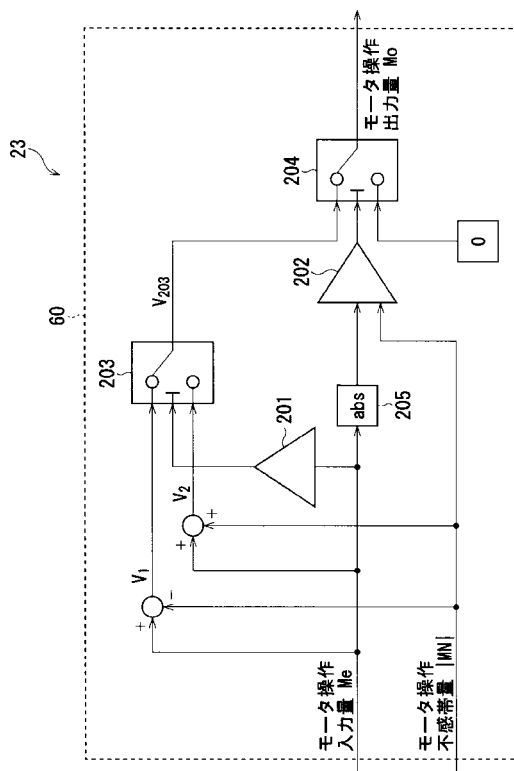 23
60
V203
203
204
モータ操作
出力量 Mo
V1
V2
201
202
abs
205
0
+
-
+
+
モータ操作
入力量 Me
モータ操作
不感帯量 |MN|